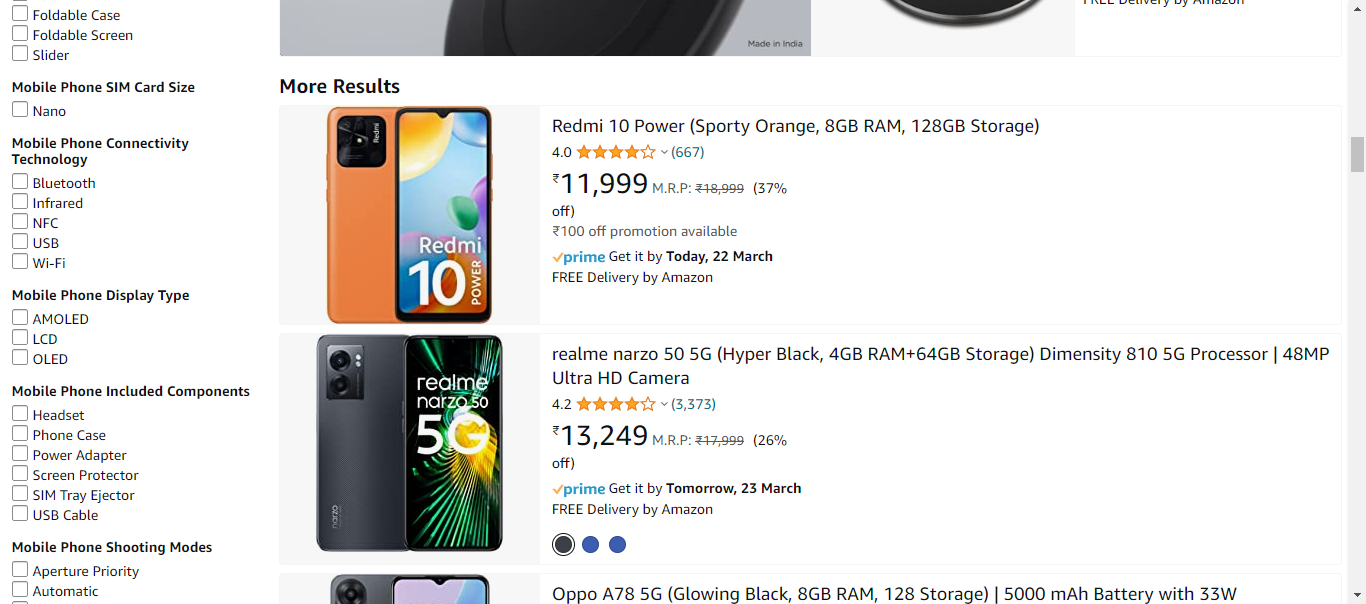 Foldable Case
Foldable Screen
Slider
Mobile Phone SIM Card Size
Nano
Mobile Phone Connectivity
Technology
Bluetooth
Infrared
NFC
USB
Wi-Fi
Mobile Phone Display Type
AMOLED
LCD
OLED
Mobile Phone Included Components
Headset
Phone Case
Power Adapter
Screen Protector
SIM Tray Ejector
USB Cable
Mobile Phone Shooting Modes
Aperture Priority
Automatic
Made in India
FREE Delivery by Amazon
More Results
Redmi
Redmi
10 POWER
Redmi 10 Power (Sporty Orange, 8GB RAM, 128GB Storage)
4.0 (667)
₹11,999 M.R.P: ₹18,999 (37%
off)
₹100 off promotion available
prime Get it by Today, 22 March
FREE Delivery by Amazon
realme
narzo 50
5G
narzo
realme narzo 50 5G (Hyper Black, 4GB RAM+64GB Storage) Dimensity 810 5G Processor | 48MP
Ultra HD Camera
4.2 (3,373)
₹13,249 M.R.P: ₹17,999 (26%
off)
prime Get it by Tomorrow, 23 March
FREE Delivery by Amazon
Oppo A78 5G (Glowing Black, 8GB RAM, 128 Storage) | 5000 mAh Battery with 33W